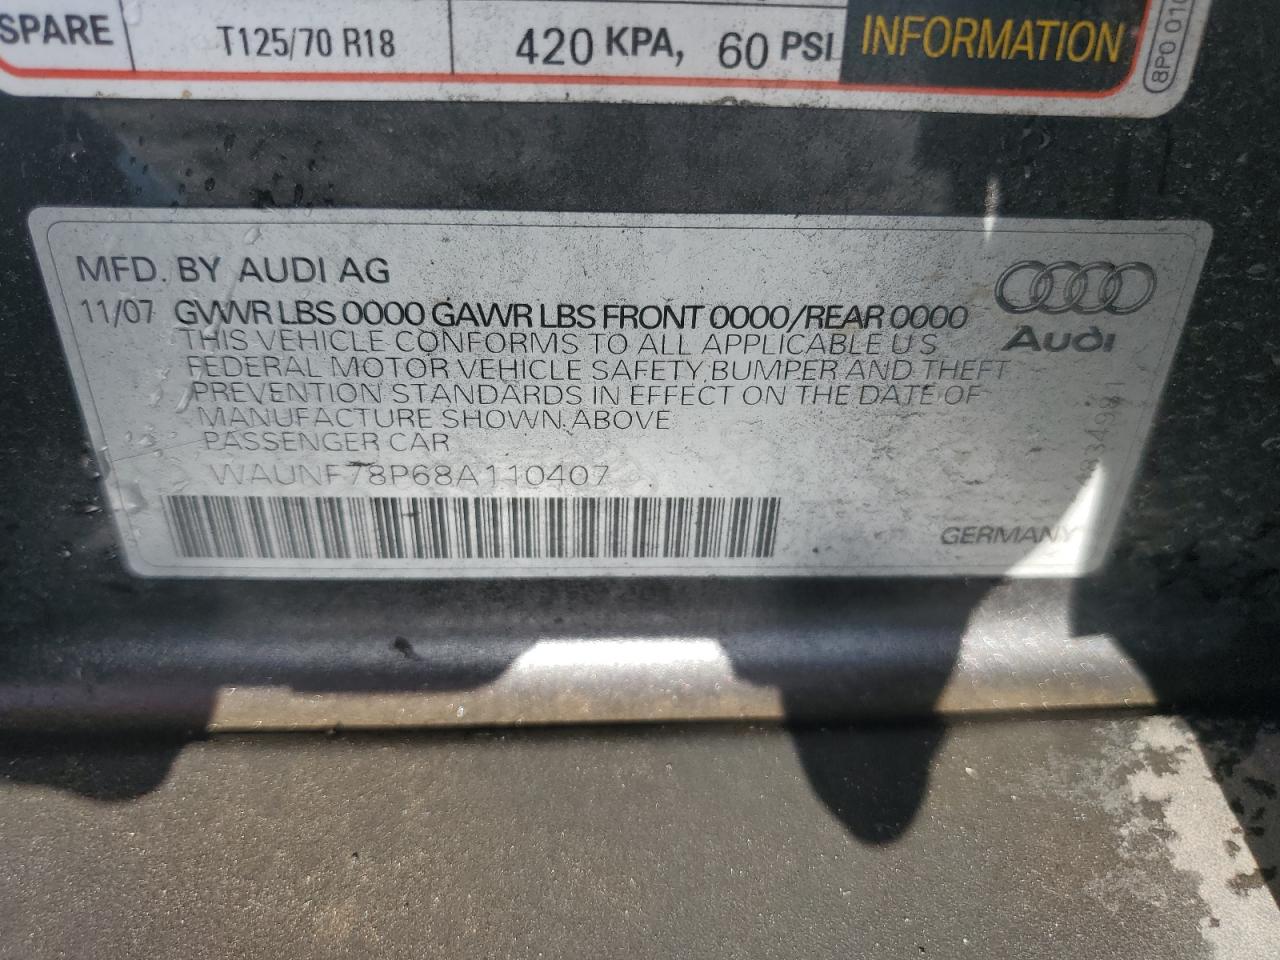 SPARE T125/70 R18 420 KPA, 60 PSI INFORMATION
8P0 010
MFD. BY AUDI AG
11/07 GVWR LBS 0000 GAWR LBS FRONT 0000/REAR 0000
Audi
THIS VEHICLE CONFORMS TO ALL APPLICABLE U S
FEDERAL MOTOR VEHICLE SAFETY, BUMPER AND THEFT
PREVENTION STANDARDS IN EFFECT ON THE DATE OF
MANUFACTURE SHOWN ABOVE
PASSENGER CAR
WAUNF78P68A110407
GERMANY